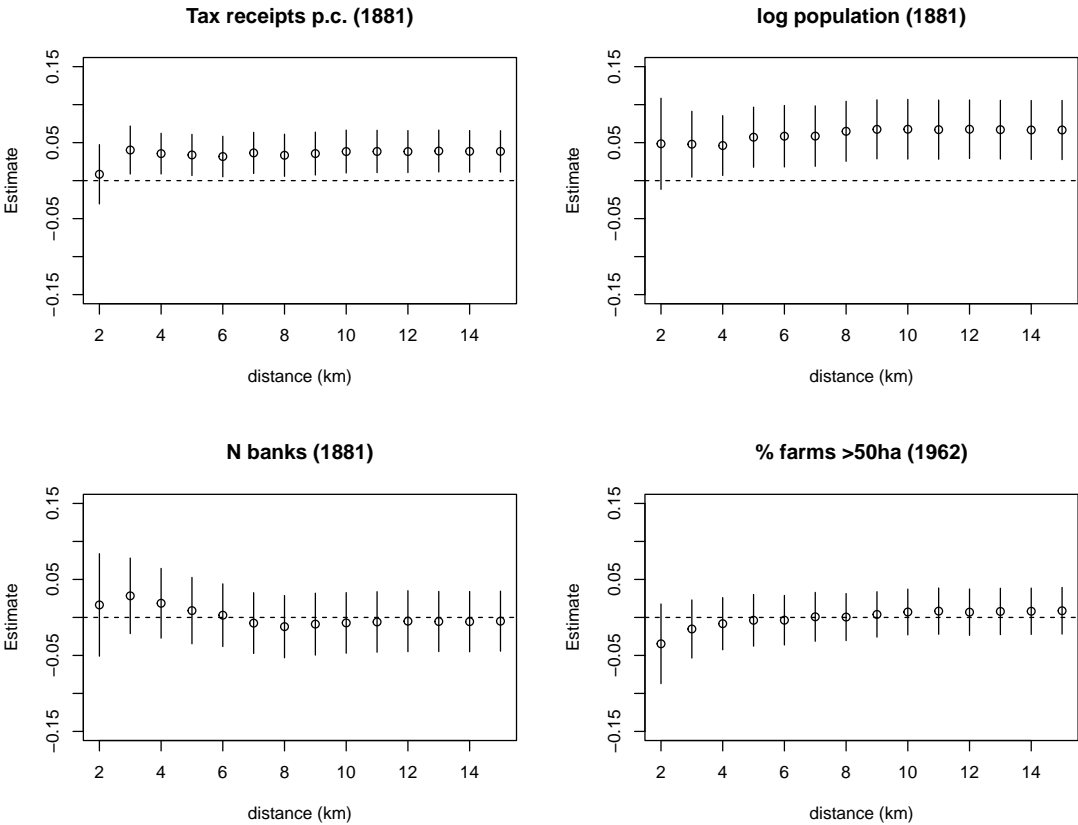 Tax receipts p.c. (1881)
Estimate
0.15
0.05
−0.05
−0.15
2 4 6 8 10 12 14
distance (km)
log population (1881)
Estimate
0.15
0.05
−0.05
−0.15
2 4 6 8 10 12 14
distance (km)
N banks (1881)
Estimate
0.15
0.05
−0.05
−0.15
2 4 6 8 10 12 14
distance (km)
% farms >50ha (1962)
Estimate
0.15
0.05
−0.05
−0.15
2 4 6 8 10 12 14
distance (km)